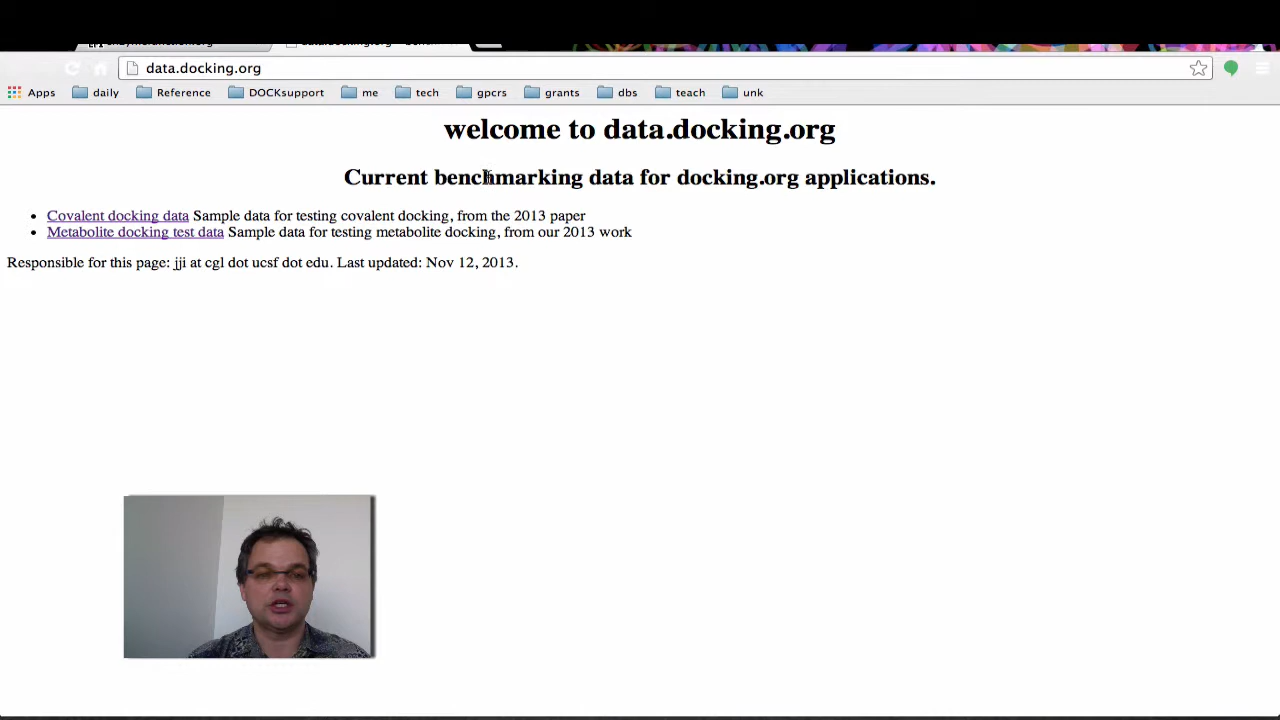 data.docking.org
Apps daily Reference DOCKsupport me tech gpcrs grants dbs teach unk
welcome to data.docking.org
Current benchmarking data for docking.org applications.
Covalent docking data Sample data for testing covalent docking, from the 2013 paper
Metabolite docking test data Sample data for testing metabolite docking, from our 2013 work
Responsible for this page: jji at cgl dot ucsf dot edu. Last updated: Nov 12, 2013.